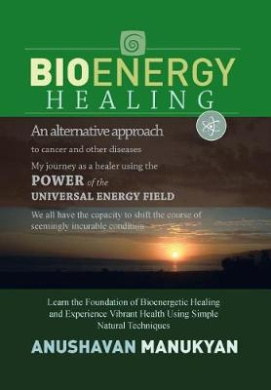 BIOENERGY
HEALING
An alternative approach
to cancer and other diseases
My journey as a healer using the
POWER of the
UNIVERSAL ENERGY FIELD
We all have the capacity to shift the course of
seemingly incurable condition
Learn the Foundation of Bioenergetic Healing
and Experience Vibrant Health Using Simple
Natural Techniques
ANUSHAVAN MANUKYAN